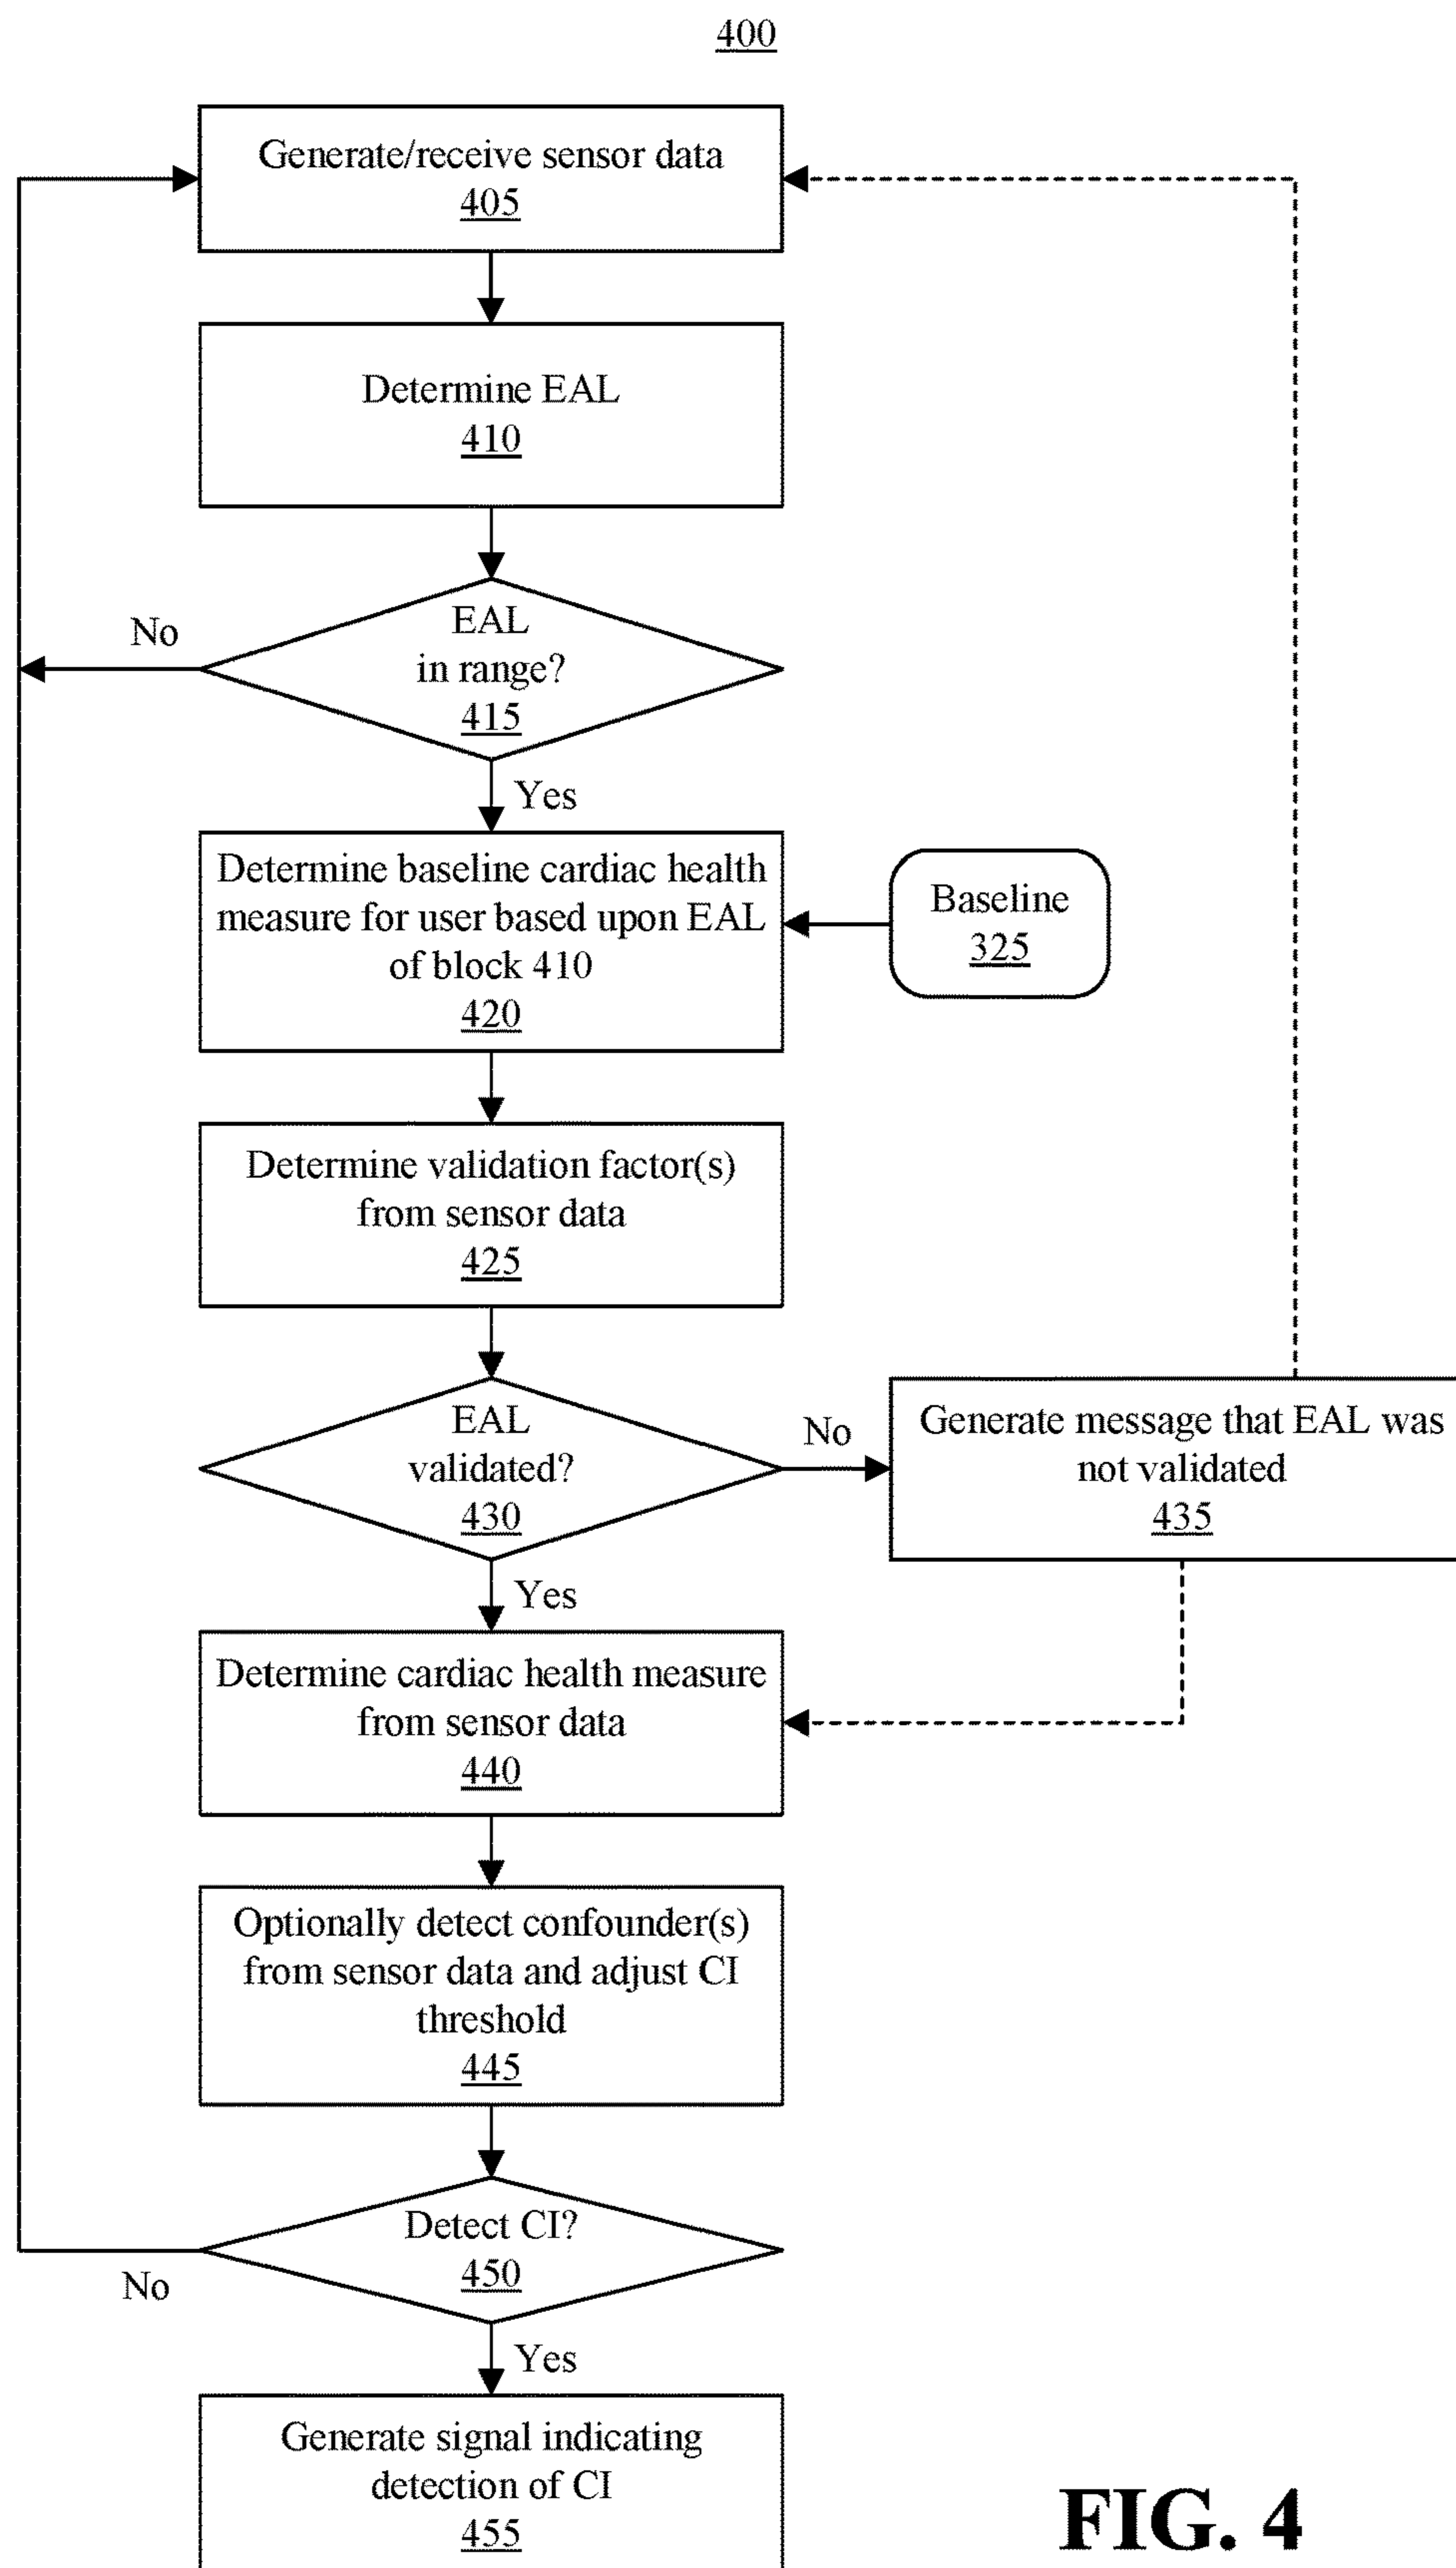 400
Generate/receive sensor data
405
Determine EAL
410
EAL
in range?
415
No
Yes
Determine baseline cardiac health
measure for user based upon EAL
of block 410
420
Baseline
325
Determine validation factor(s)
from sensor data
425
EAL
validated?
430
No
Generate message that EAL was
not validated
435
Yes
Determine cardiac health measure
from sensor data
440
Optionally detect confounder(s)
from sensor data and adjust CI
threshold
445
Detect CI?
450
No
Yes
Generate signal indicating
detection of CI
455
FIG. 4